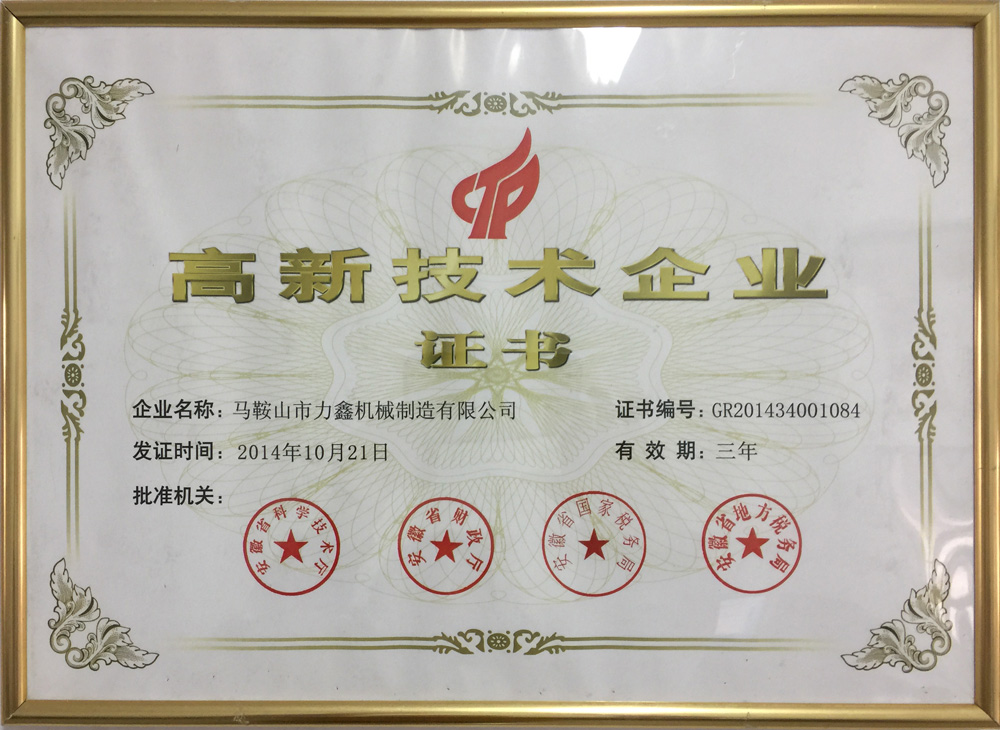 CTP
高新技术企业
证书
企业名称：马鞍山市力鑫机械制造有限公司
证书编号：GR201434001084
发证时间：2014年10月21日
有效期：三年
批准机关：
安徽省科学技术厅
安徽省财政厅
安徽省国家税务局
安徽省地方税务局